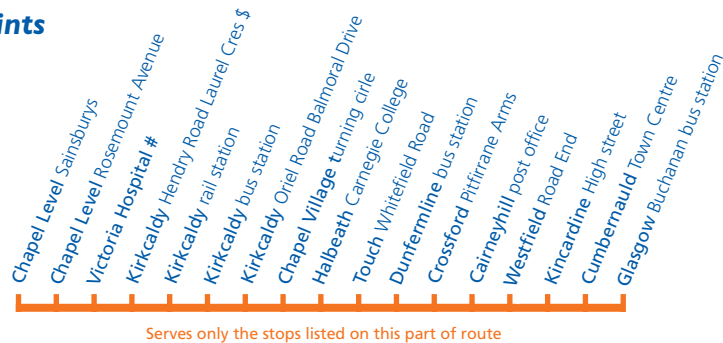 ints
Chapel Level Sainsburys
Chapel Level Rosemount Avenue
Victoria Hospital #
Kirkcaldy Hendry Road Laurel Cres $
Kirkcaldy rail station
Kirkcaldy bus station
Kirkcaldy Oriel Road Balmoral Drive
Chapel Village turning cirle
Halbeath Carnegie College
Touch Whitefield Road
Dunfermline bus station
Crossford Pitfirrane Arms
Cairneyhill post office
Westfield Road End
Kincardine High street
Cumbernauld Town Centre
Glasgow Buchanan bus station
Serves only the stops listed on this part of route